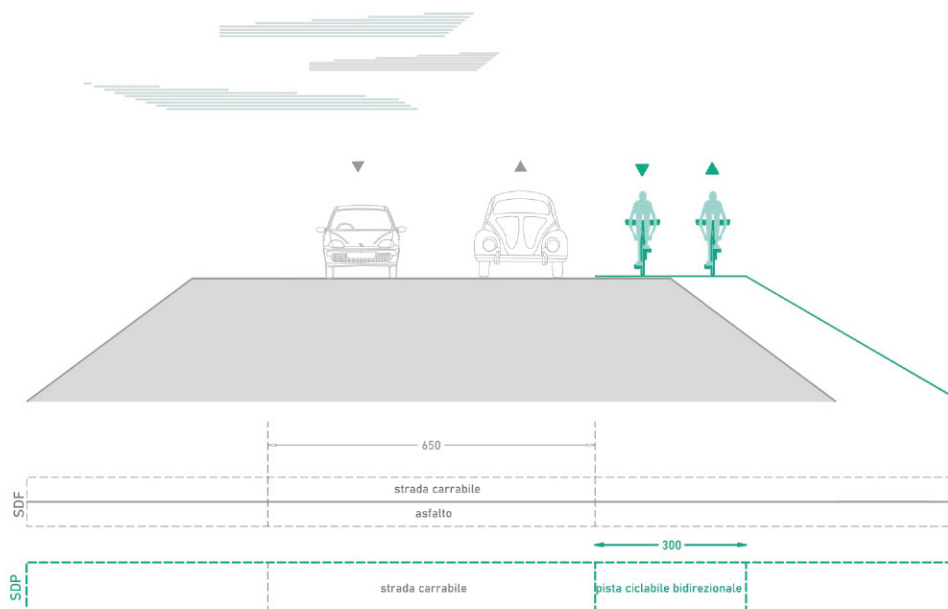 650
SDF
strada carrabile
asfalto
300
SDP
strada carrabile
pista ciclabile bidirezionale